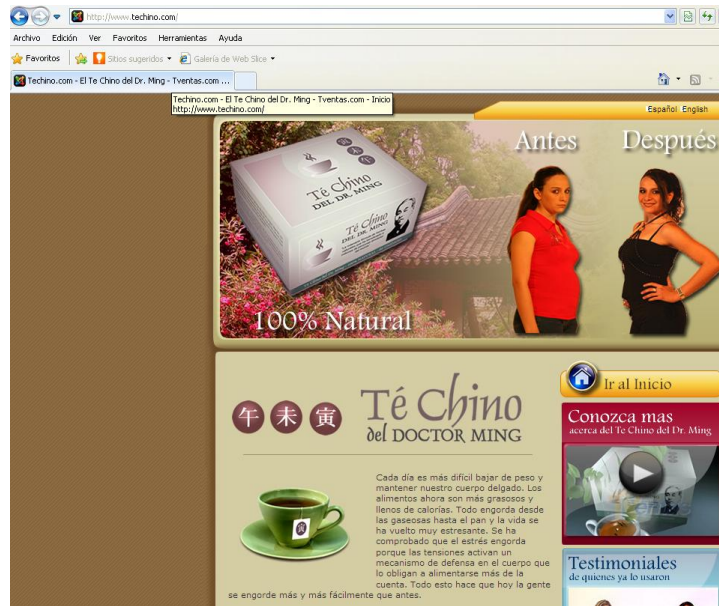 http://www.techino.com/
Archivo Edición Ver Favoritos Herramientas Ayuda
Favoritos Sitios sugeridos Galería de Web Slice
Techino.com - El Te Chino del Dr. Ming - Tventas.com ...
Techino.com - El Te Chino del Dr. Ming - Tventas.com - Inicio
http://www.techino.com/
Español English
Antes Después
寅
未
午
Té Chino
DEL DR. MING
Té Chino
DEL DR. MING
100% Natural
Ir al Inicio
午 未 寅
Té Chino
del DOCTOR MING
Conozca mas
acerca del Te Chino del Dr. Ming
Cada día es más difícil bajar de peso y
mantener nuestro cuerpo delgado. Los
alimentos ahora son más grasosos y
llenos de calorías. Todo engorda desde
las gaseosas hasta el pan y la vida se
ha vuelto muy estresante. Se ha
comprobado que el estrés engorda
porque las tensiones activan un
mecanismo de defensa en el cuerpo que
lo obligan a alimentarse más de la
cuenta. Todo esto hace que hoy la gente
se engorde más y más fácilmente que antes.
Testimoniales
de quienes ya lo usaron